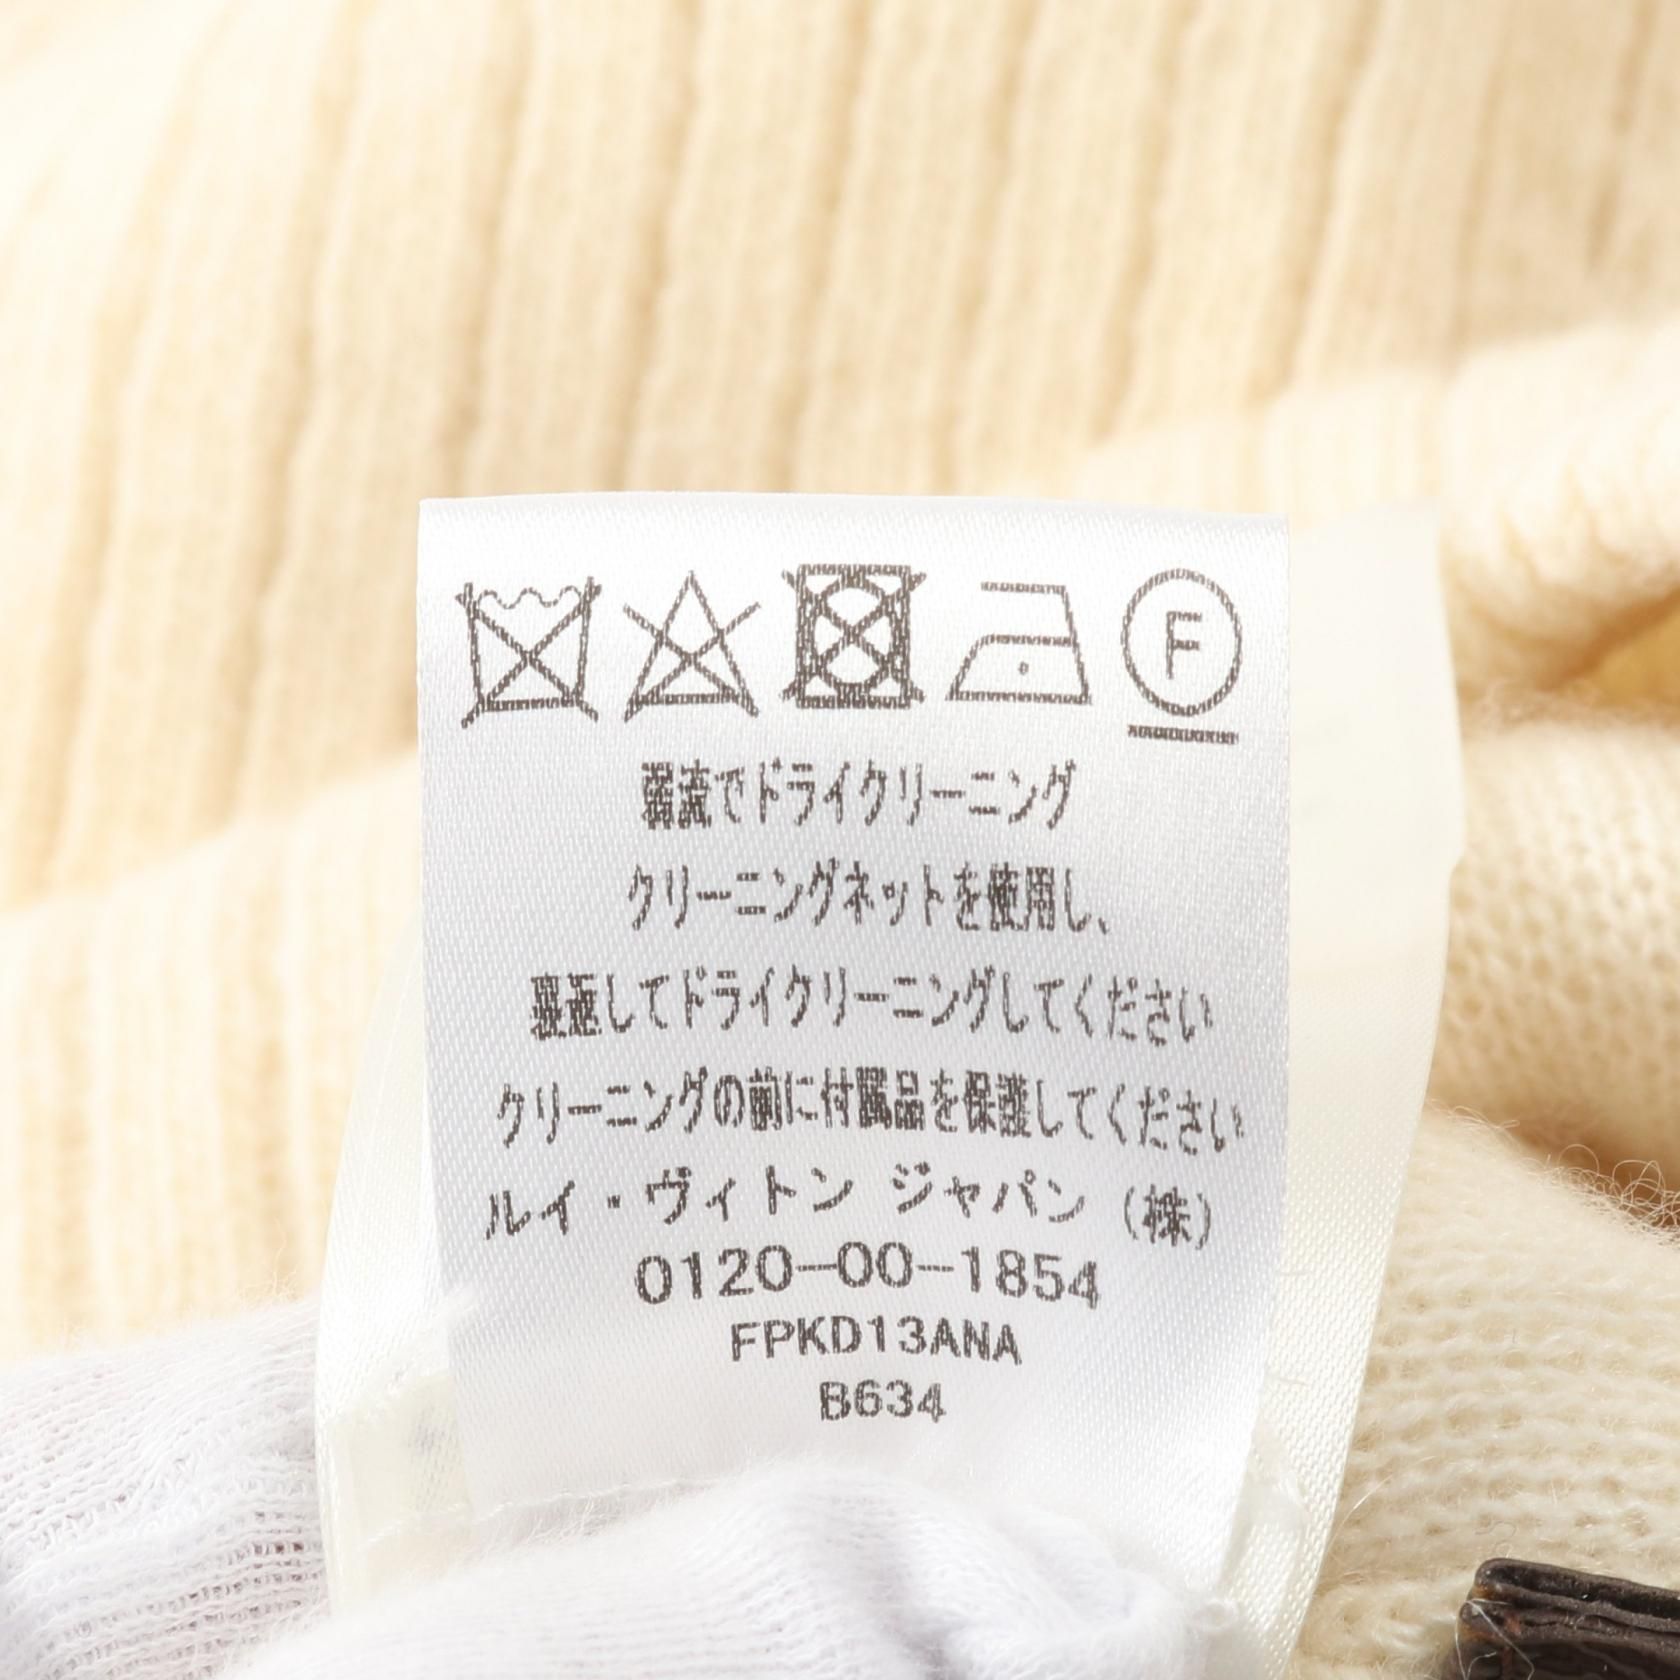 F
弱流でドライクリーニング
クリーニングネットを使用し、
裏返してドライクリーニングしてください
クリーニングの前に付属品を保護してください
ルイ・ヴィトン ジャパン (株)
0120-00-1854
FPKD13ANA
B634